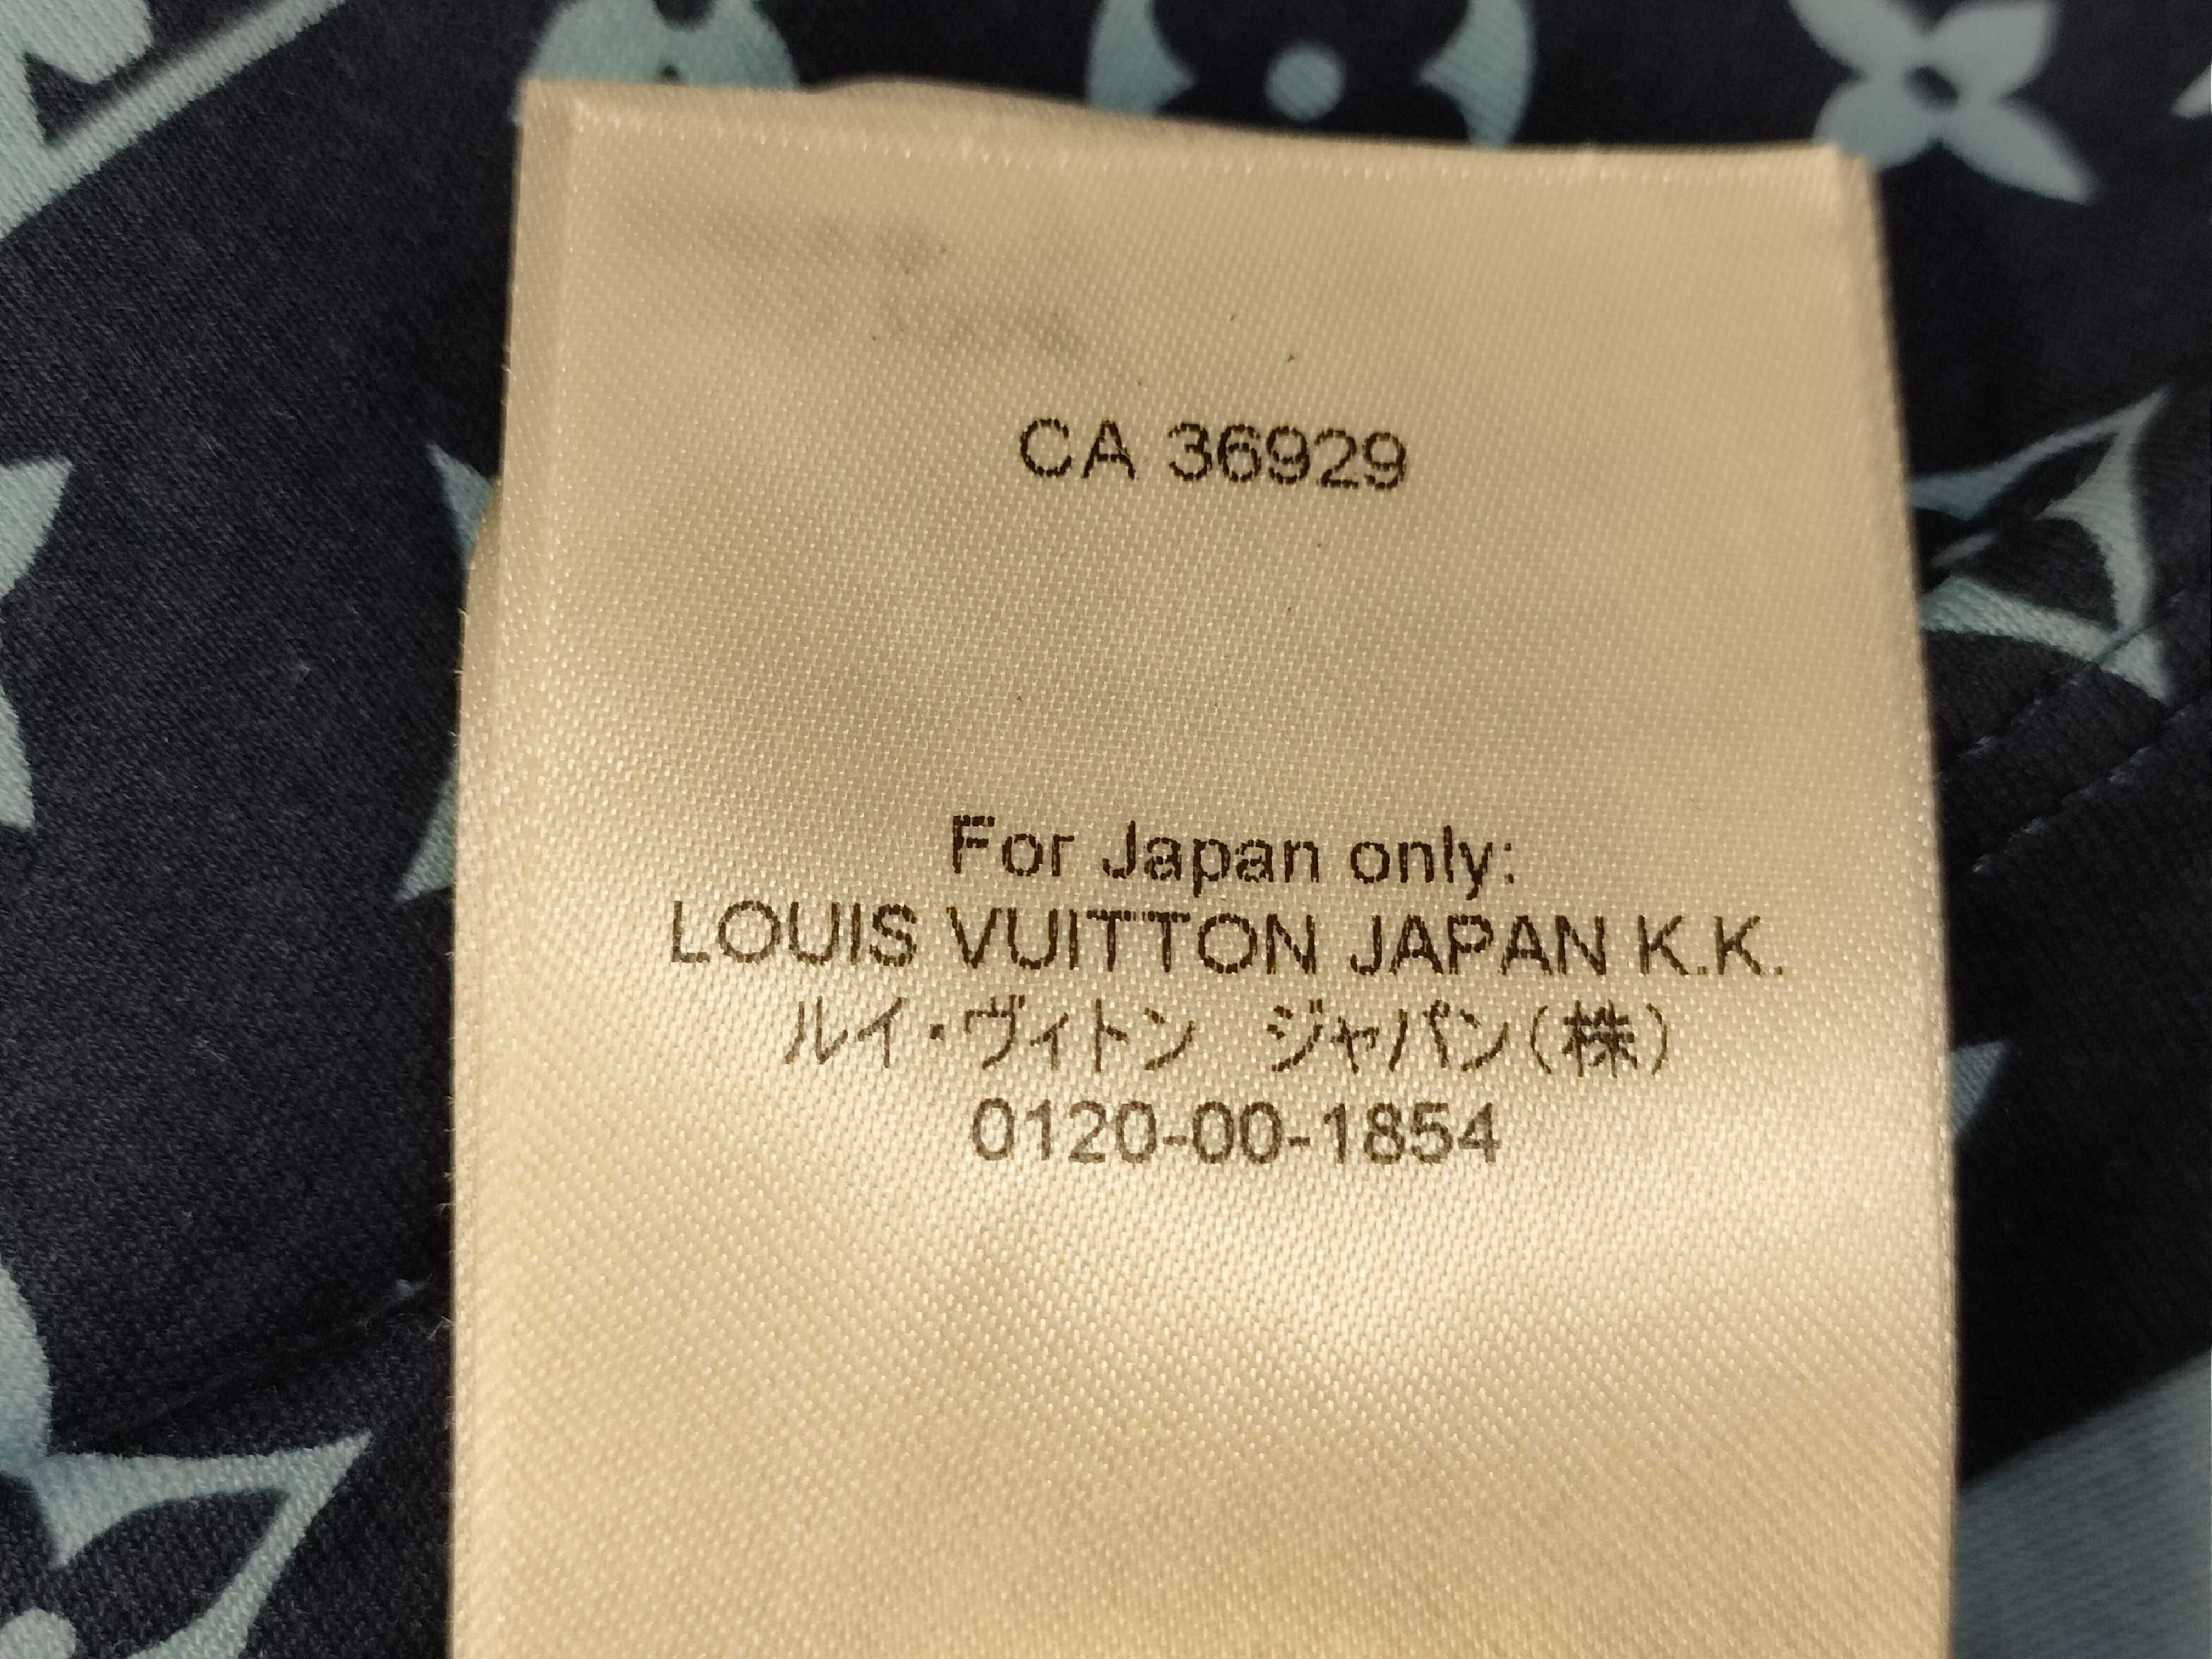 CA 36929
For Japan only:
LOUIS VUITTON JAPAN K.K.
ルイ・ヴィトン　ジャパン(株)
0120-00-1854